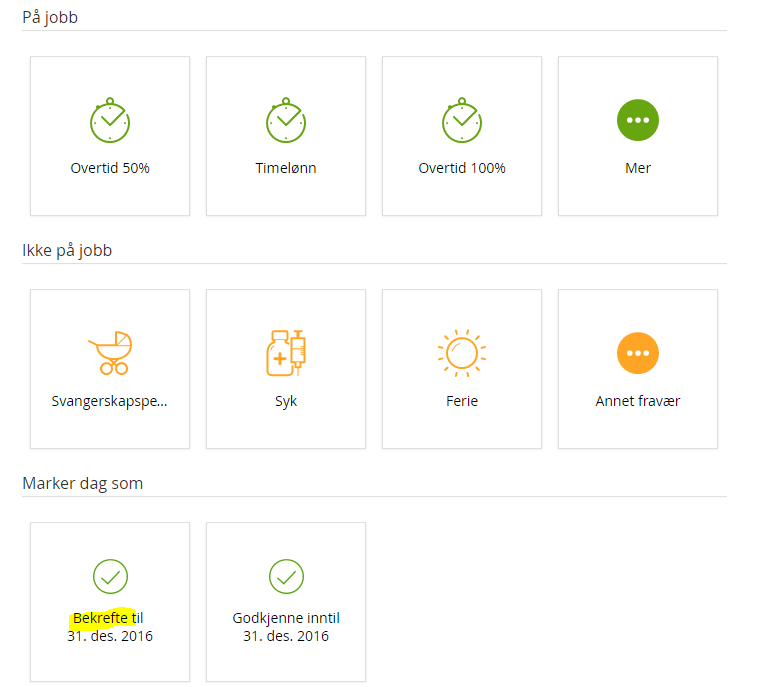 På jobb
Overtid 50%
Timelønn
Overtid 100%
Mer
Ikke på jobb
Svangerskapspe...
Syk
Ferie
Annet fravær
Marker dag som
Bekrefte til
31. des. 2016
Godkjenne inntil
31. des. 2016